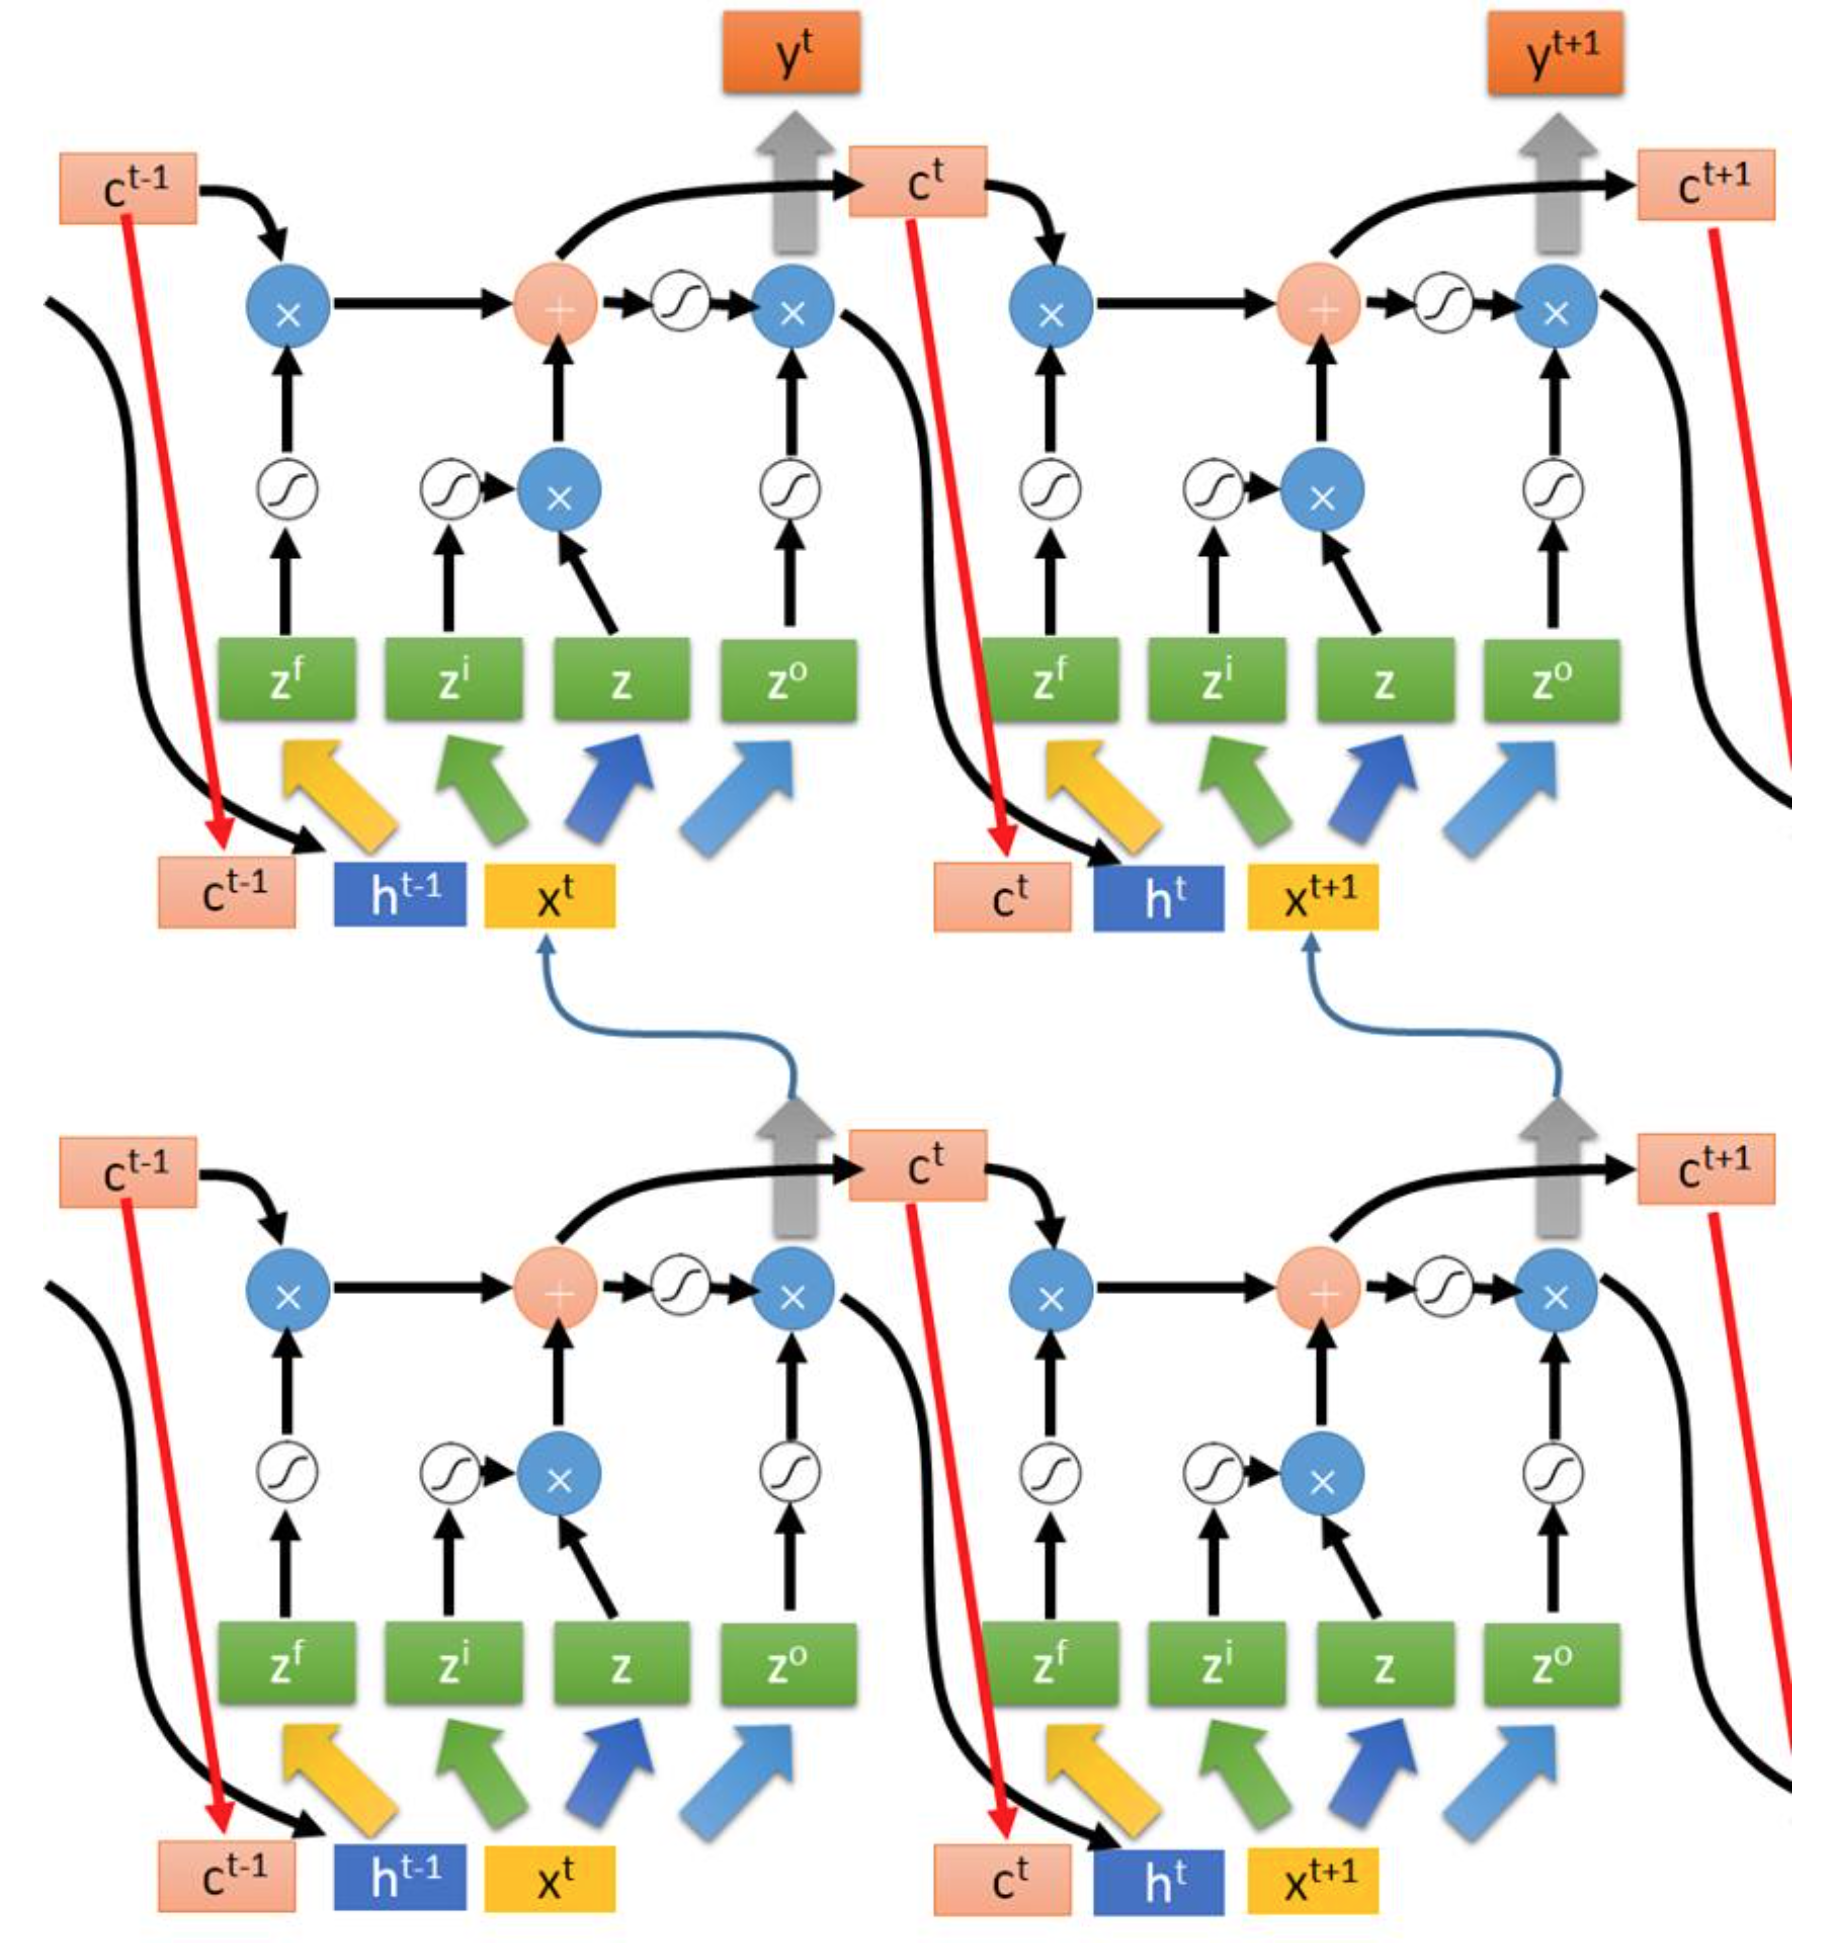 y^t y^{t+1}
c^{t-1} c^t c^{t+1}
× + × × + ×
× ×
z^f z^i z z^o z^f z^i z z^o
c^{t-1} h^{t-1} x^t c^t h^t x^{t+1}
c^{t-1} c^t c^{t+1}
× + × × + ×
× ×
z^f z^i z z^o z^f z^i z z^o
c^{t-1} h^{t-1} x^t c^t h^t x^{t+1}